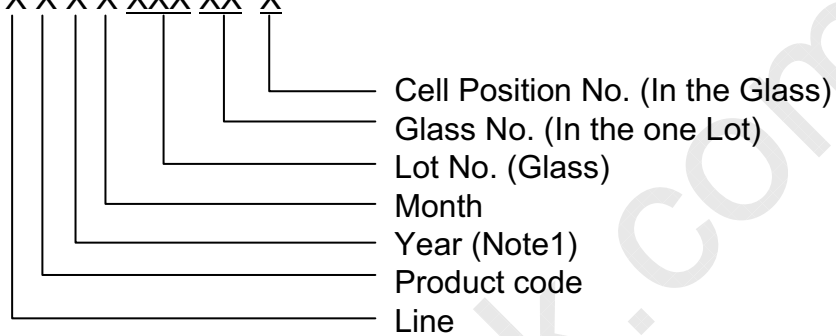 X X X X XXX XX X
Cell Position No. (In the Glass)
Glass No. (In the one Lot)
Lot No. (Glass)
Month
Year (Note1)
Product code
Line